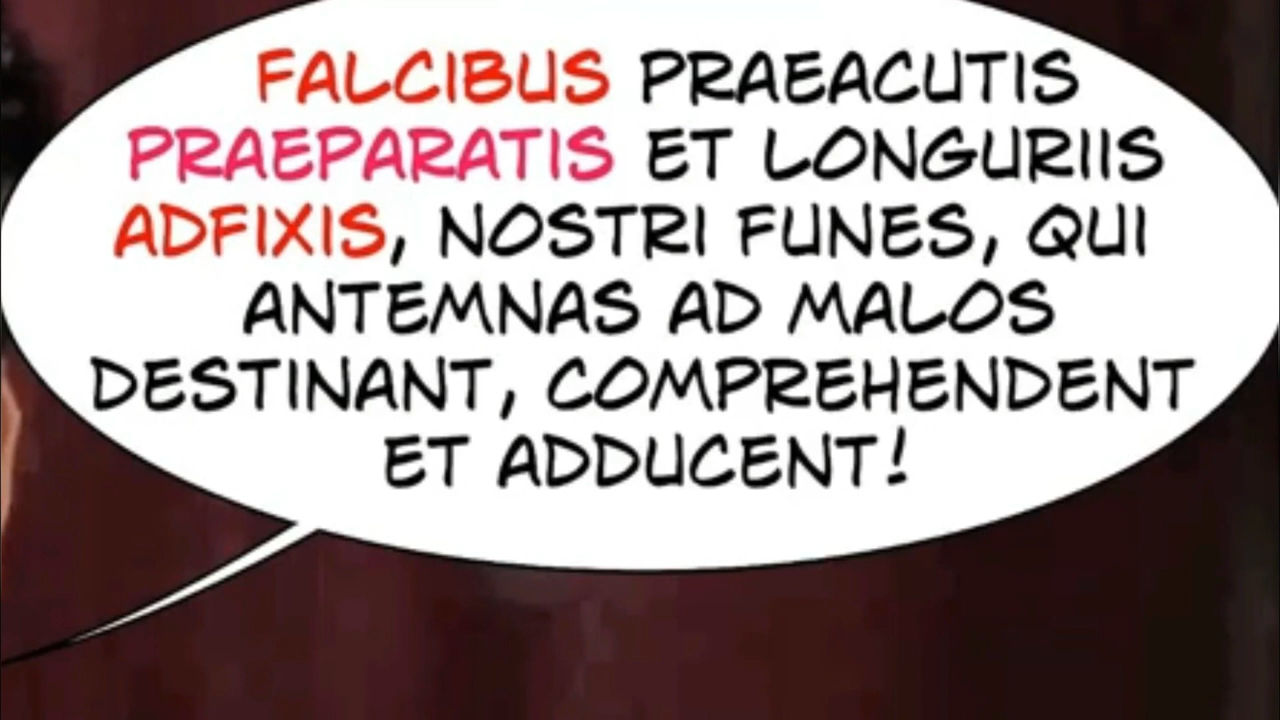 FALCIBUS PRAEACUTIS
PRAEPARATIS ET LONGURIIS
ADFIXIS, NOSTRI FUNES, QUI
ANTEMNAS AD MALOS
DESTINANT, COMPREHENDENT
ET ADDUCENT!